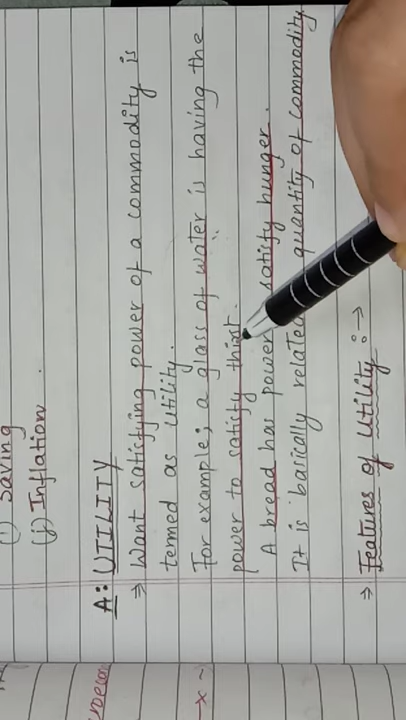 (i) Saving
(j) Inflation.
A: UTILITY
⇒ Want satisfying power of a commodity is
termed as Utility.
For example; a glass of water is having the
power to satisfy thirst.
A bread has power satisfy hunger.
It is basically related quantity of commodity
⇒ Features of Utility :→
-x-